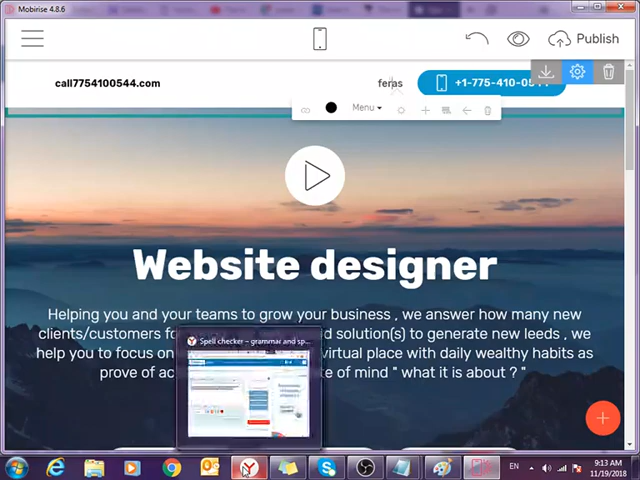 Mobirise 4.8.6
Publish
call7754100544.com
feras
+1-775-410-0544
Menu
Website designer
Helping you and your teams to grow your business , we answer how many new
clients/customers fo d solution(s) to generate new leeds , we
help you to focus on virtual place with daily wealthy habits as
prove of ac te of mind " what it is about ? "
Spell checker – grammar and sp...
EN
9:13 AM
11/19/2018